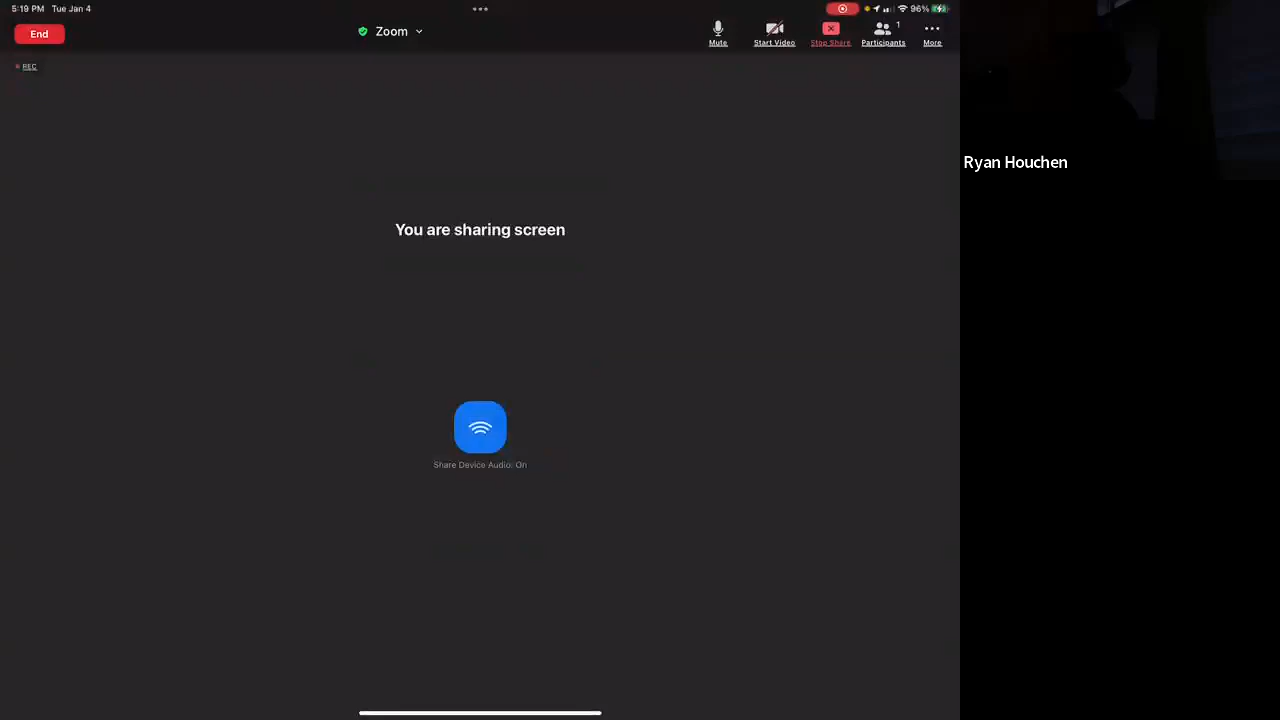 5:19 PM Tue Jan 4
96%
End
Zoom
Mute
Start Video
Stop Share
Participants
1
More
REC
Ryan Houchen
You are sharing screen
Share Device Audio: On